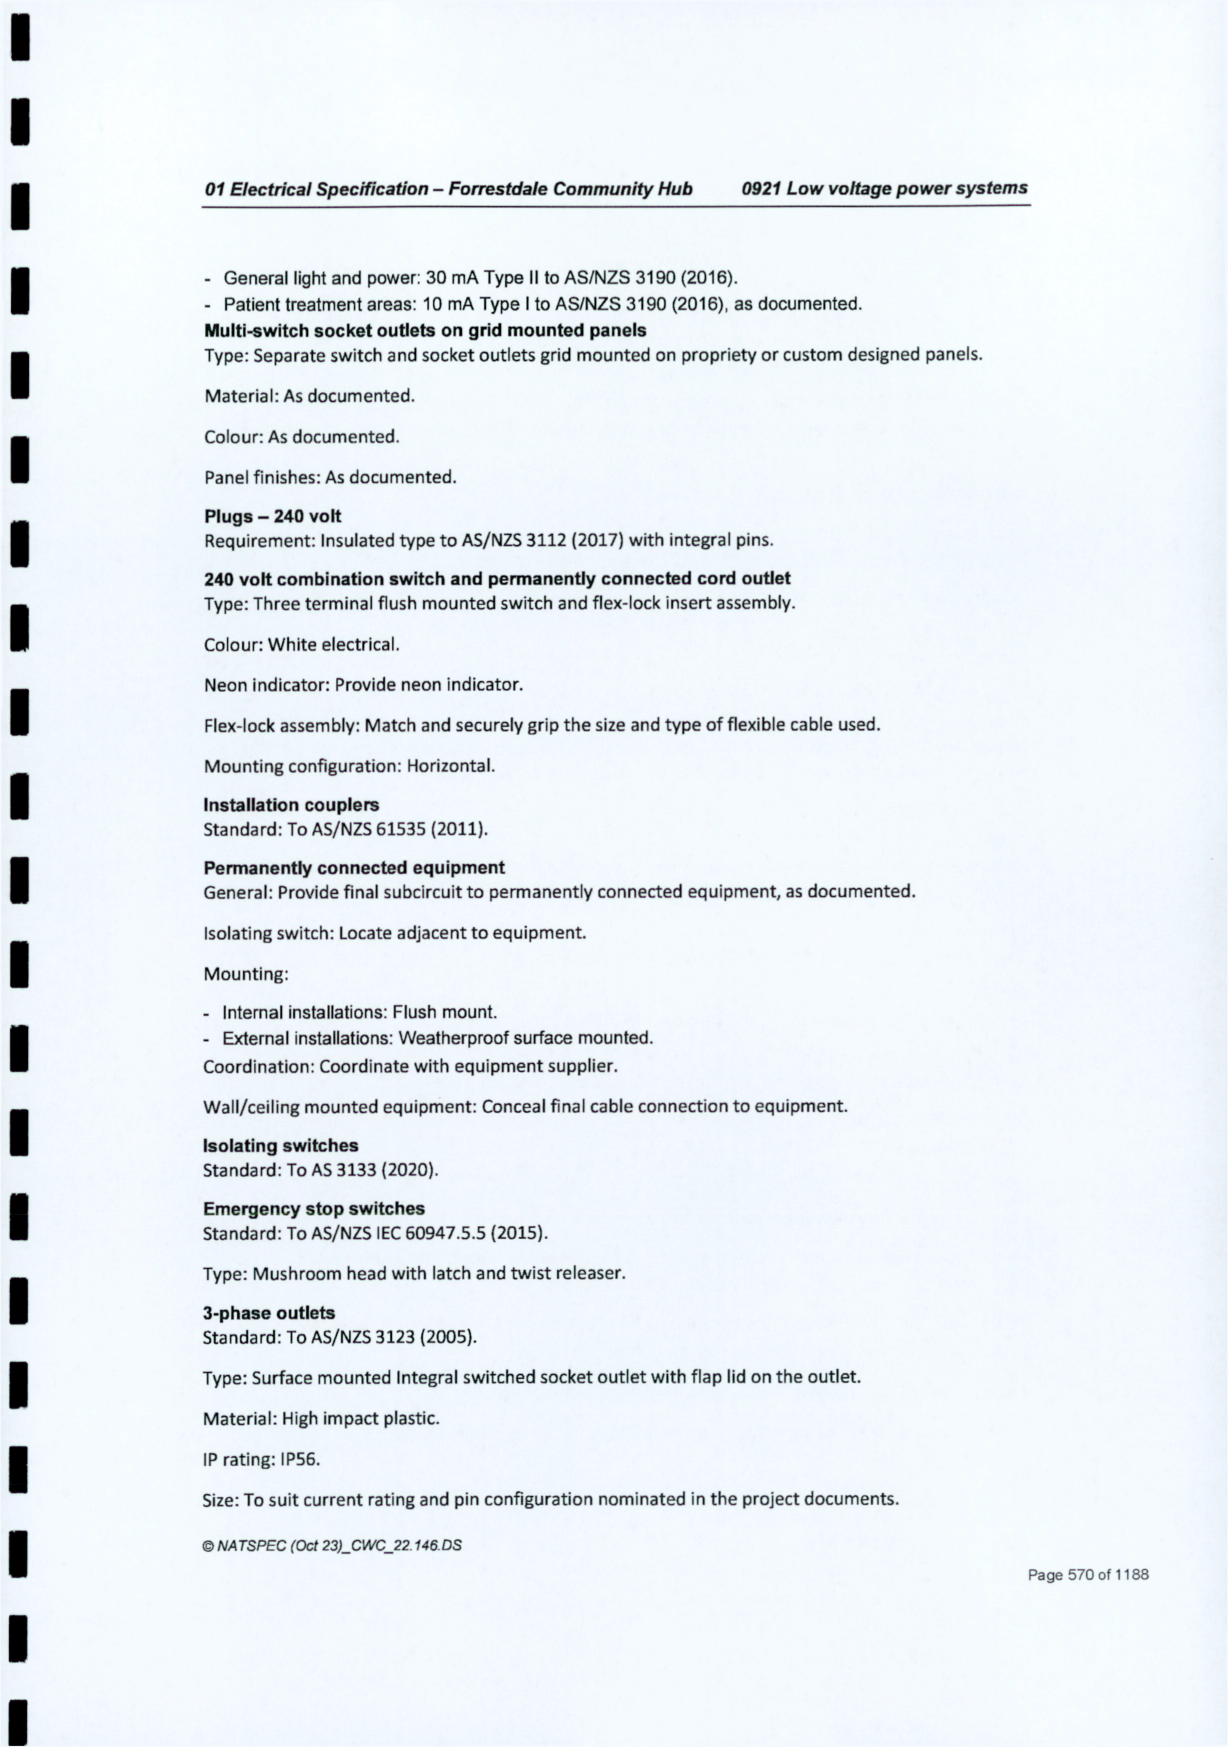 01 Electrical Specification – Forrestdale Community Hub 0921 Low voltage power systems
- General light and power: 30 mA Type II to AS/NZS 3190 (2016).
- Patient treatment areas: 10 mA Type I to AS/NZS 3190 (2016), as documented.
Multi-switch socket outlets on grid mounted panels
Type: Separate switch and socket outlets grid mounted on propriety or custom designed panels.
Material: As documented.
Colour: As documented.
Panel finishes: As documented.
Plugs – 240 volt
Requirement: Insulated type to AS/NZS 3112 (2017) with integral pins.
240 volt combination switch and permanently connected cord outlet
Type: Three terminal flush mounted switch and flex-lock insert assembly.
Colour: White electrical.
Neon indicator: Provide neon indicator.
Flex-lock assembly: Match and securely grip the size and type of flexible cable used.
Mounting configuration: Horizontal.
Installation couplers
Standard: To AS/NZS 61535 (2011).
Permanently connected equipment
General: Provide final subcircuit to permanently connected equipment, as documented.
Isolating switch: Locate adjacent to equipment.
Mounting:
- Internal installations: Flush mount.
- External installations: Weatherproof surface mounted.
Coordination: Coordinate with equipment supplier.
Wall/ceiling mounted equipment: Conceal final cable connection to equipment.
Isolating switches
Standard: To AS 3133 (2020).
Emergency stop switches
Standard: To AS/NZS IEC 60947.5.5 (2015).
Type: Mushroom head with latch and twist releaser.
3-phase outlets
Standard: To AS/NZS 3123 (2005).
Type: Surface mounted Integral switched socket outlet with flap lid on the outlet.
Material: High impact plastic.
IP rating: IP56.
Size: To suit current rating and pin configuration nominated in the project documents.
© NATSPEC (Oct 23)_CWC_22.146.DS
Page 570 of 1188